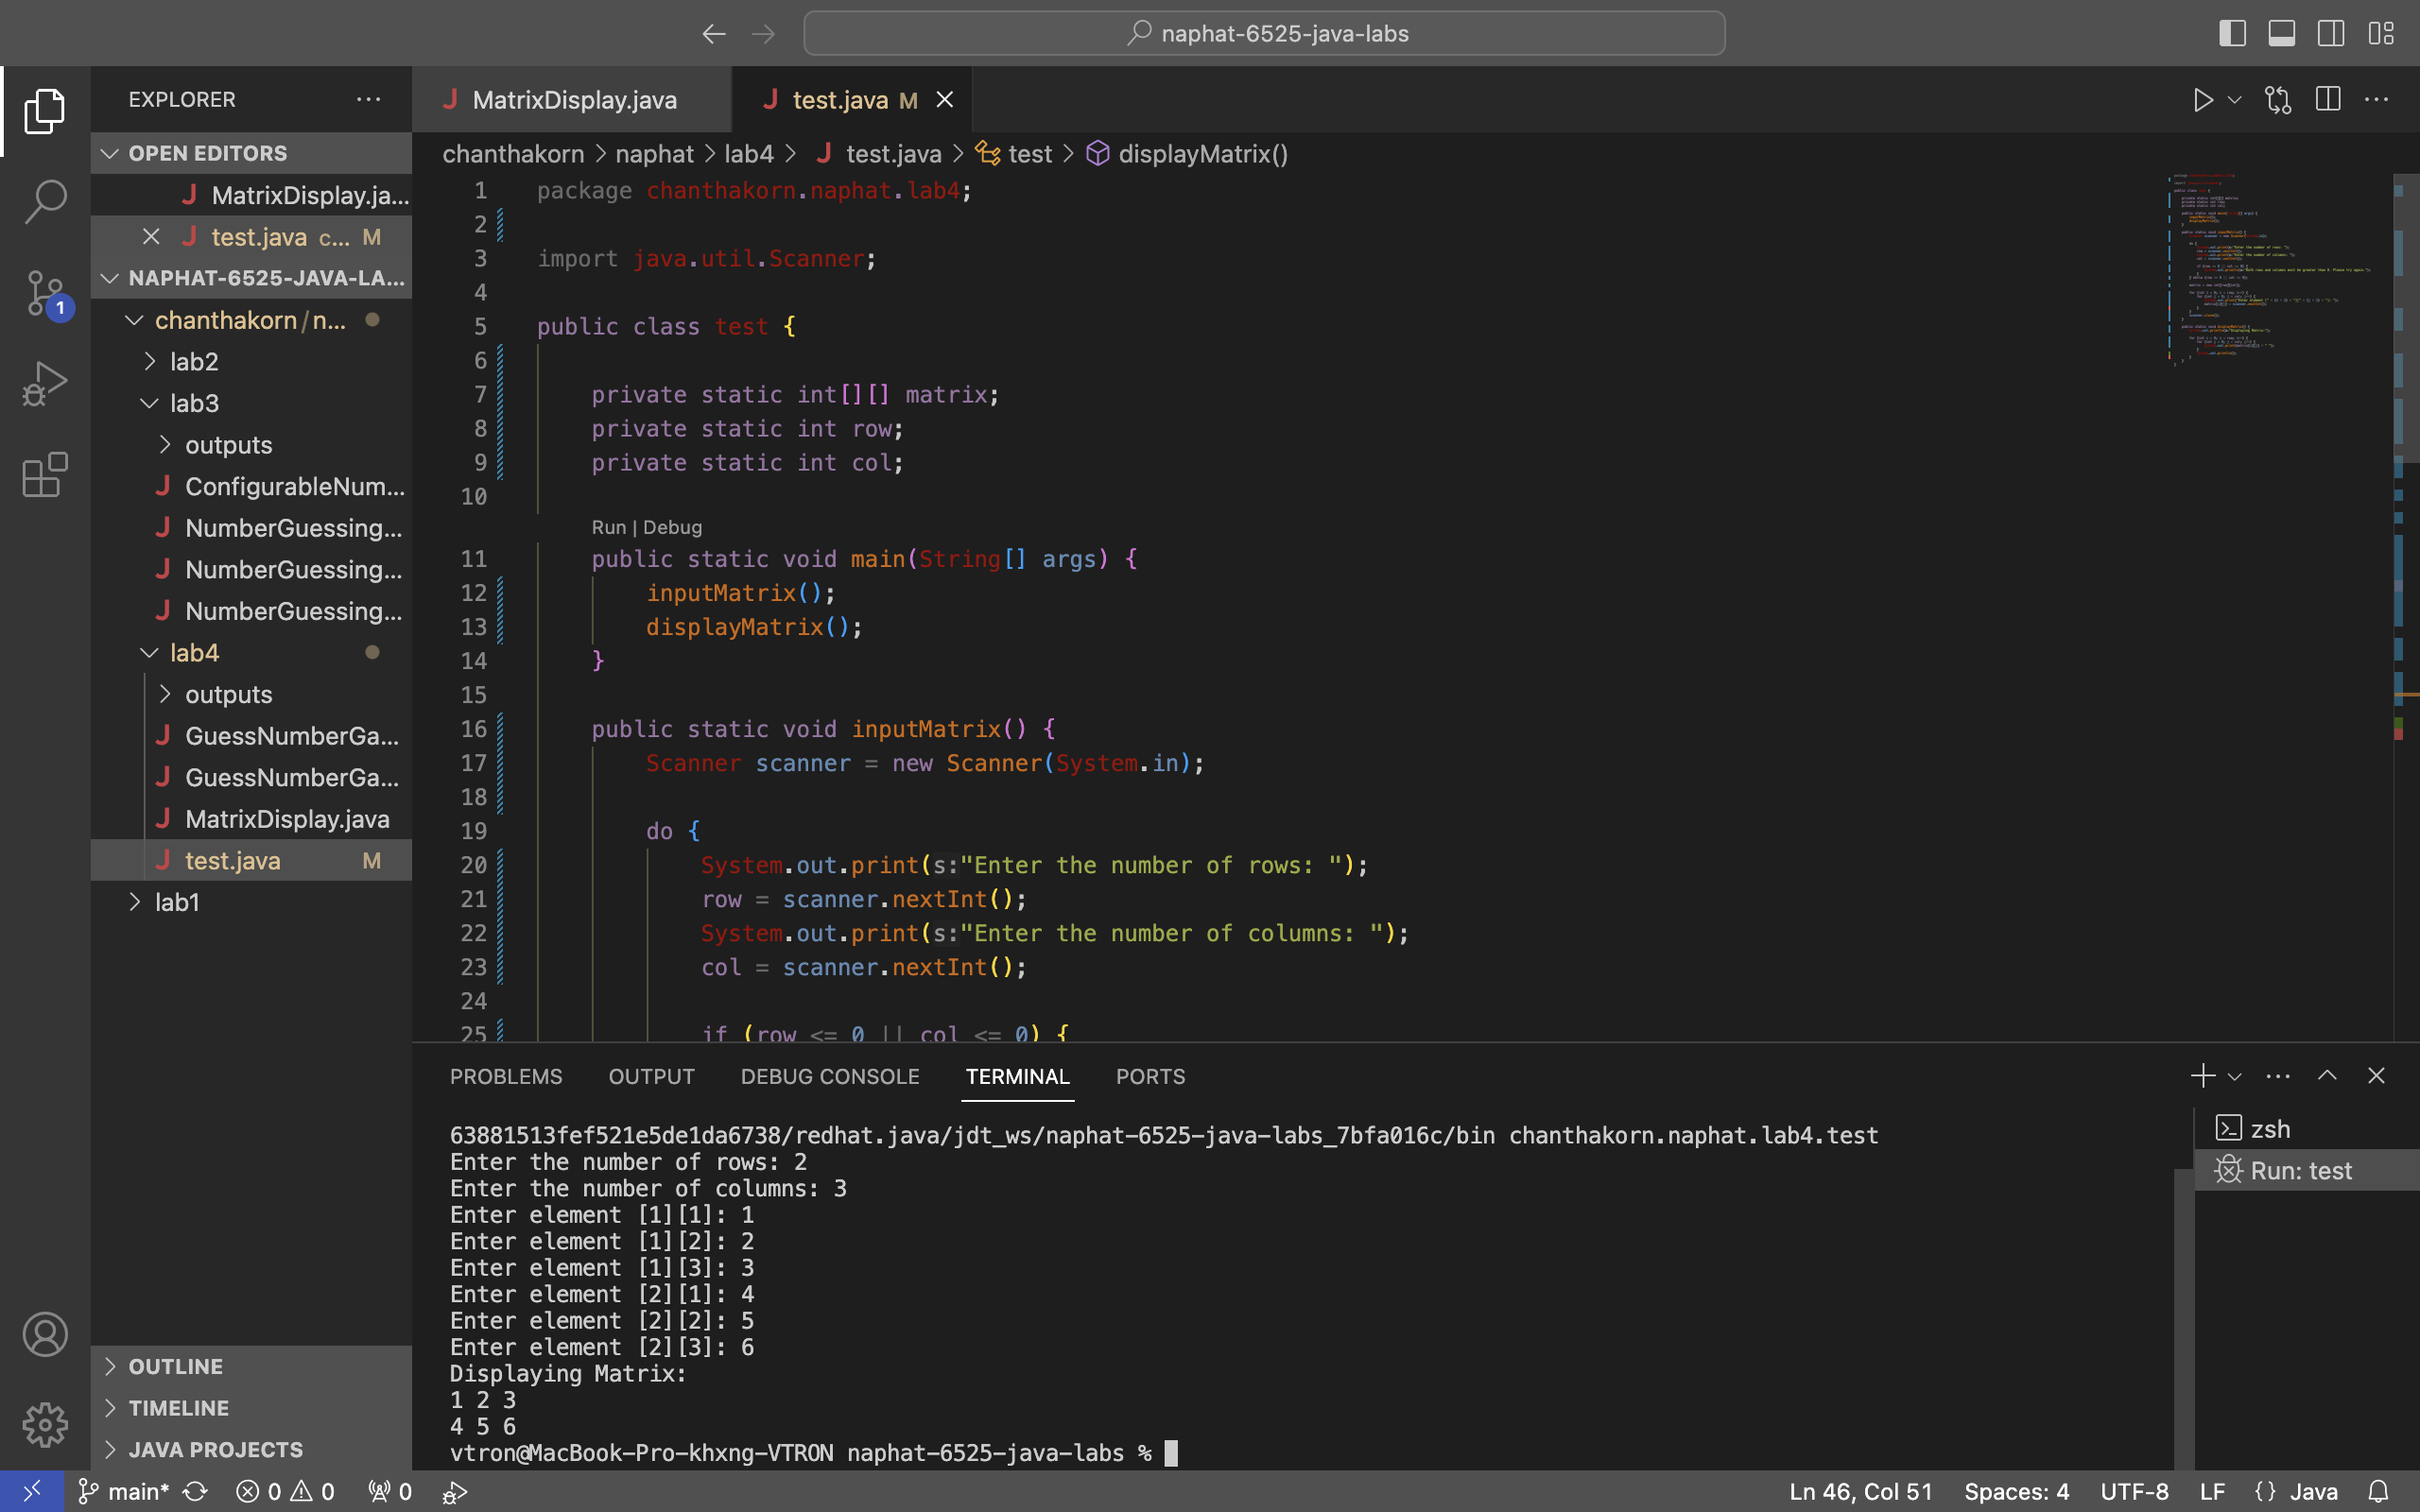 naphat-6525-java-labs
EXPLORER
OPEN EDITORS
MatrixDisplay.ja...
test.java c... M
NAPHAT-6525-JAVA-LA...
chanthakorn/n...
lab2
lab3
outputs
ConfigurableNum...
NumberGuessing...
NumberGuessing...
NumberGuessing...
lab4
outputs
GuessNumberGa...
GuessNumberGa...
MatrixDisplay.java
test.java M
lab1
OUTLINE
TIMELINE
JAVA PROJECTS
MatrixDisplay.java
test.java M
chanthakorn > naphat > lab4 > test.java > test > displayMatrix()
1 package chanthakorn.naphat.lab4;
2
3 import java.util.Scanner;
4
5 public class test {
6
7 private static int[][] matrix;
8 private static int row;
9 private static int col;
10
Run | Debug
11 public static void main(String[] args) {
12 inputMatrix();
13 displayMatrix();
14 }
15
16 public static void inputMatrix() {
17 Scanner scanner = new Scanner(System.in);
18
19 do {
20 System.out.print(s:"Enter the number of rows: ");
21 row = scanner.nextInt();
22 System.out.print(s:"Enter the number of columns: ");
23 col = scanner.nextInt();
24
25 if (row <= 0 || col <= 0) {
PROBLEMS OUTPUT DEBUG CONSOLE TERMINAL PORTS
63881513fef521e5de1da6738/redhat.java/jdt_ws/naphat-6525-java-labs_7bfa016c/bin chanthakorn.naphat.lab4.test
Enter the number of rows: 2
Enter the number of columns: 3
Enter element [1][1]: 1
Enter element [1][2]: 2
Enter element [1][3]: 3
Enter element [2][1]: 4
Enter element [2][2]: 5
Enter element [2][3]: 6
Displaying Matrix:
1 2 3
4 5 6
vtron@MacBook-Pro-khxng-VTRON naphat-6525-java-labs %
zsh
Run: test
1
main* 0 0 0
Ln 46, Col 51 Spaces: 4 UTF-8 LF {} Java